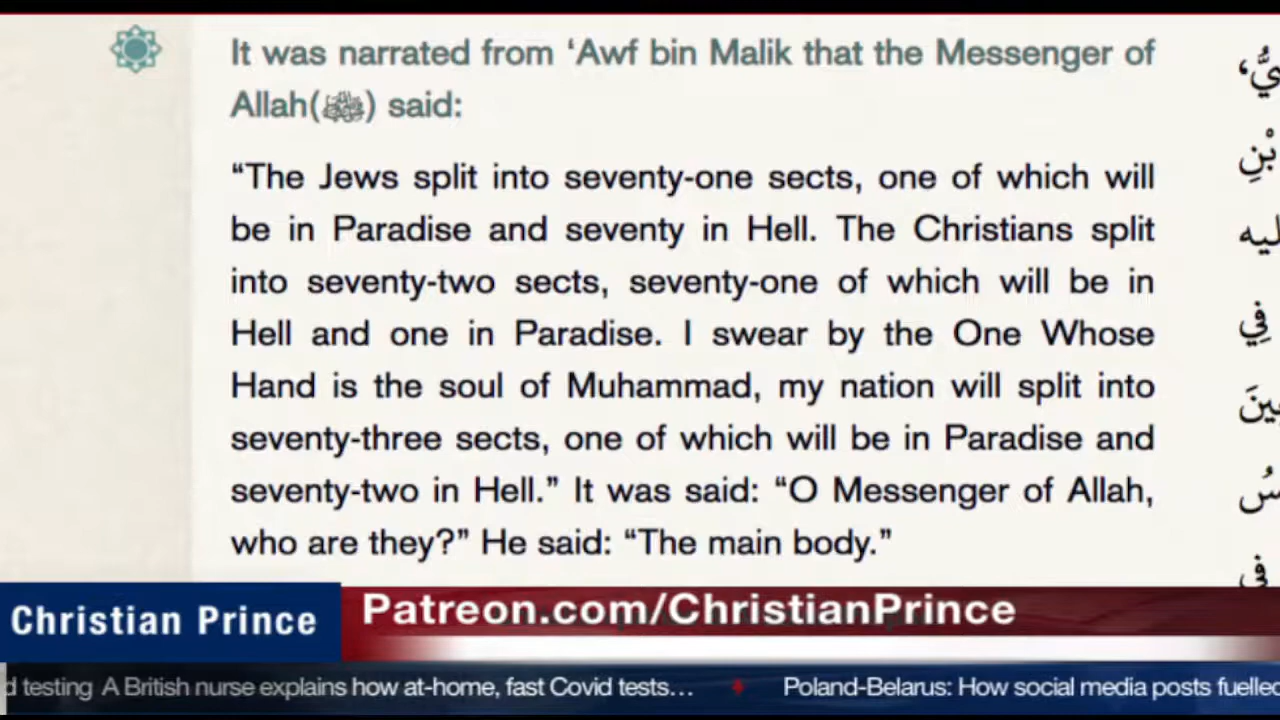 It was narrated from ‘Awf bin Malik that the Messenger of
Allah(ﷺ) said:
“The Jews split into seventy-one sects, one of which will
be in Paradise and seventy in Hell. The Christians split
into seventy-two sects, seventy-one of which will be in
Hell and one in Paradise. I swear by the One Whose
Hand is the soul of Muhammad, my nation will split into
seventy-three sects, one of which will be in Paradise and
seventy-two in Hell.” It was said: “O Messenger of Allah,
who are they?” He said: “The main body.”
بْنِ
فِي
Christian Prince
Patreon.com/ChristianPrince
d testing A British nurse explains how at-home, fast Covid tests... Poland-Belarus: How social media posts fuelled